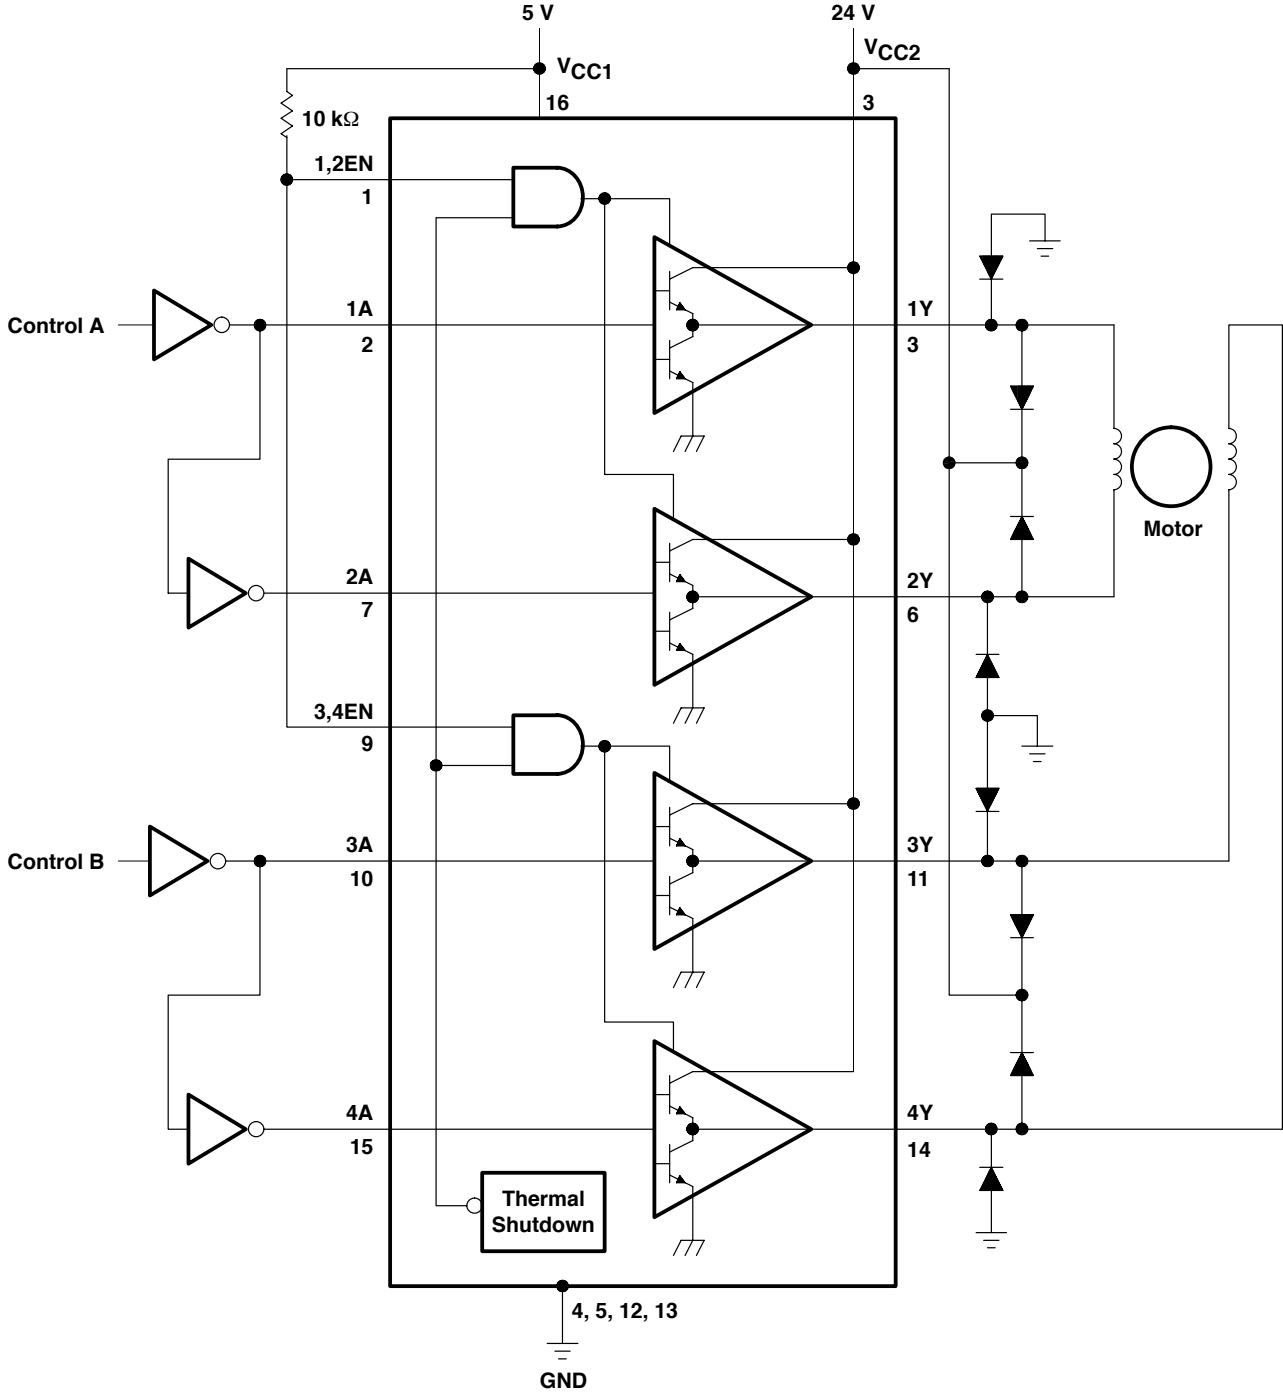 5 V
24 V
VCC1
VCC2
16
3
10 kΩ
1,2EN
1
Control A
1A
2
1Y
3
Motor
2A
7
2Y
6
3,4EN
9
Control B
3A
10
3Y
11
4A
15
4Y
14
Thermal
Shutdown
4, 5, 12, 13
GND